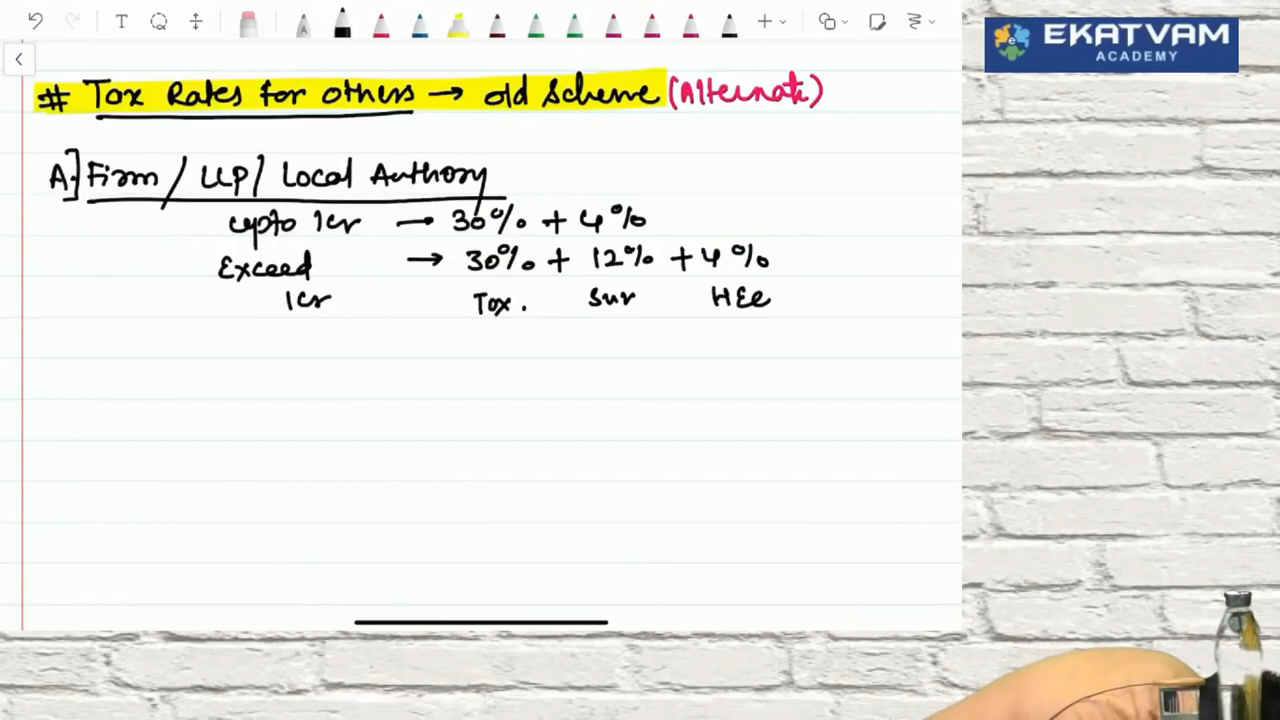 EKATVAM
ACADEMY
# Tax Rates for others → old Scheme (Alternate)
A.] Firm / LLP / Local Authory
upto 1cr → 30% + 4%
Exceed → 30% + 12% + 4%
1cr Tax. Sur HEC